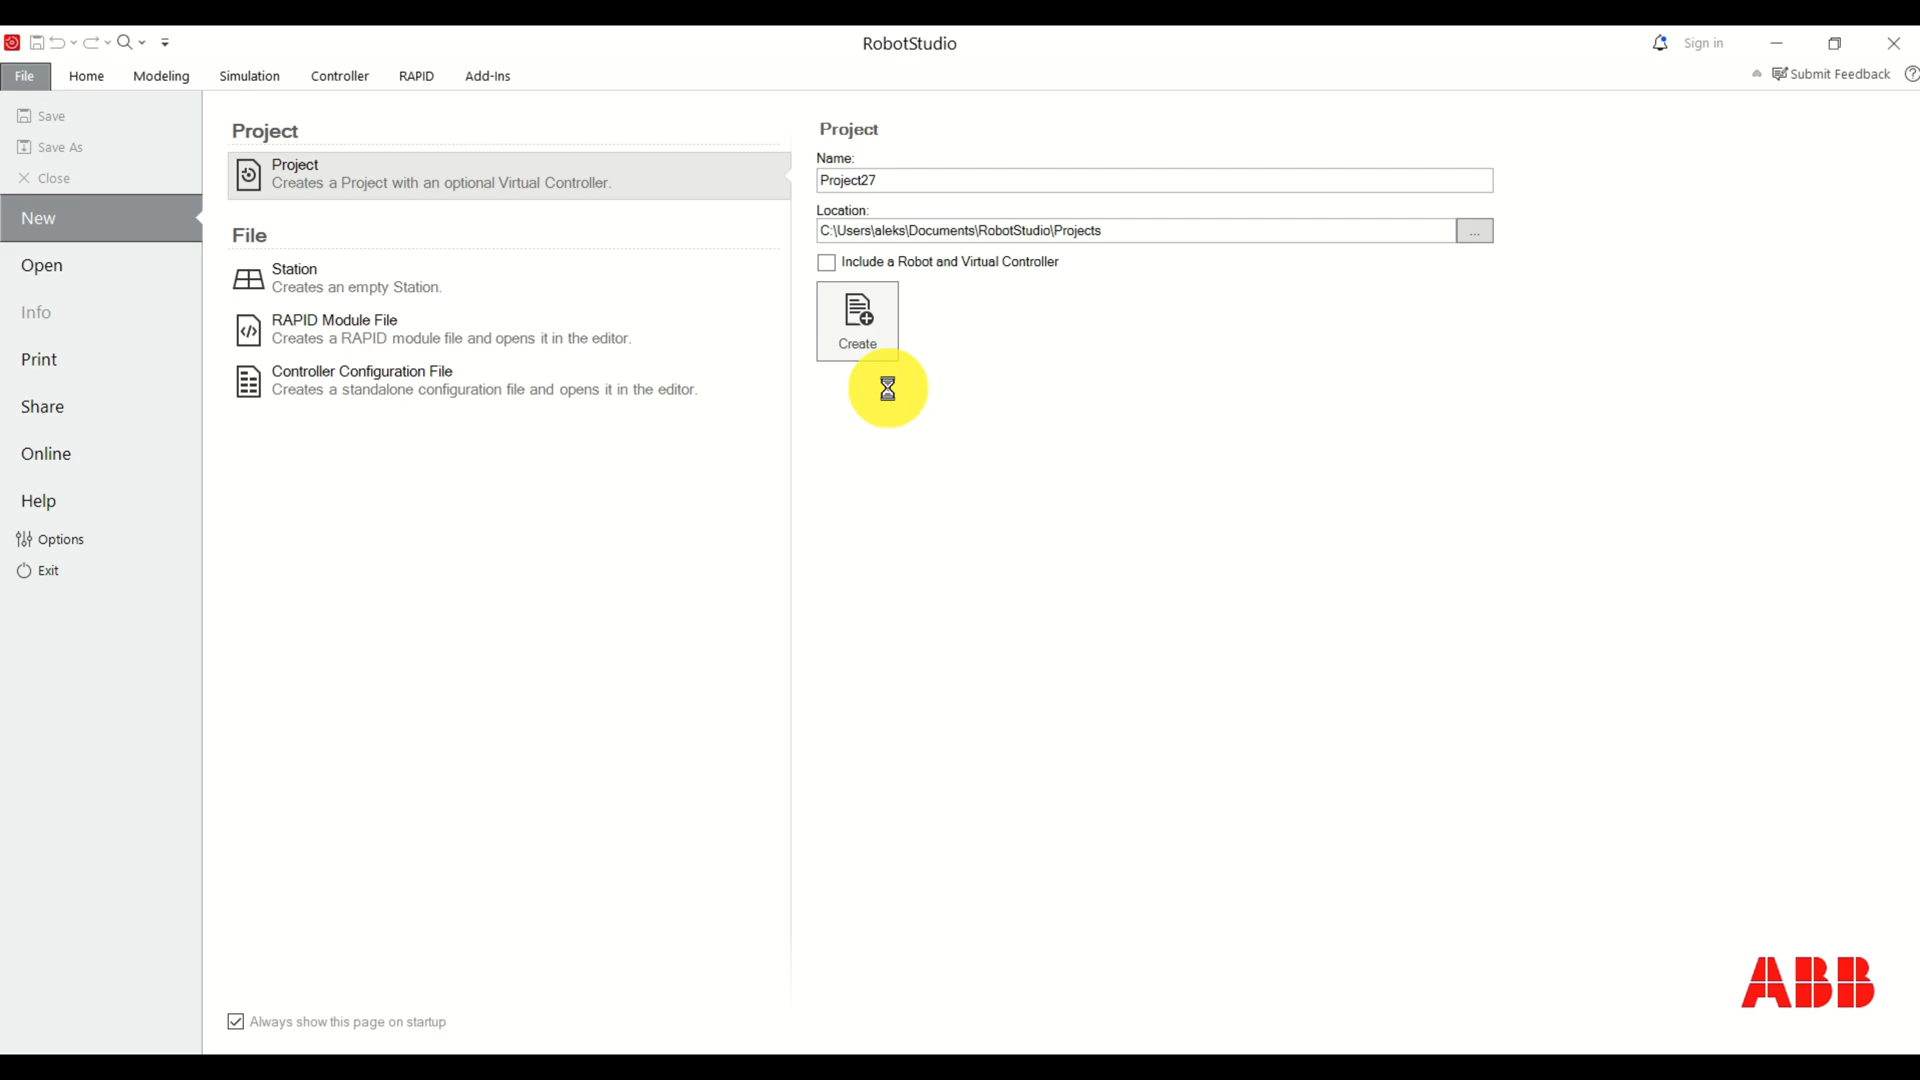 RobotStudio
Sign in
File
Home
Modeling
Simulation
Controller
RAPID
Add-Ins
Submit Feedback
Save
Save As
Close
New
Open
Info
Print
Share
Online
Help
Options
Exit
Project
Project
Creates a Project with an optional Virtual Controller.
File
Station
Creates an empty Station.
RAPID Module File
Creates a RAPID module file and opens it in the editor.
Controller Configuration File
Creates a standalone configuration file and opens it in the editor.
Always show this page on startup
Project
Name:
Project27
Location:
C:\Users\aleks\Documents\RobotStudio\Projects
...
Include a Robot and Virtual Controller
Create
ABB